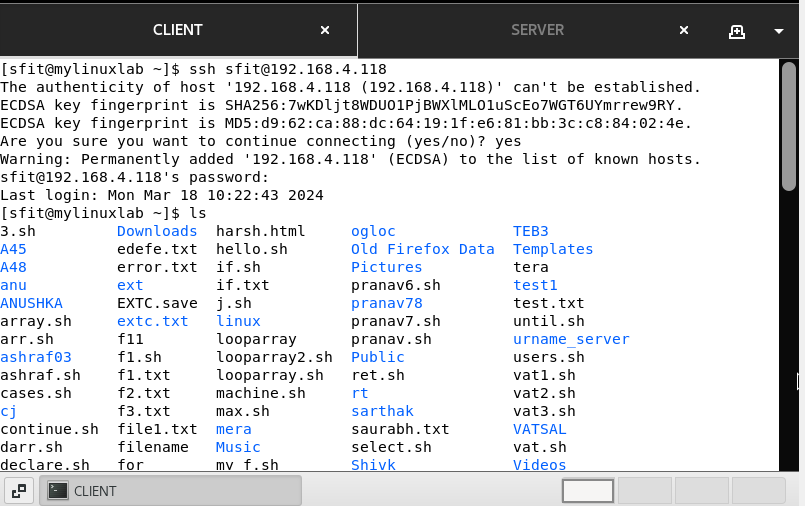 CLIENT × SERVER ×
[sfit@mylinuxlab ~]$ ssh sfit@192.168.4.118
The authenticity of host '192.168.4.118 (192.168.4.118)' can't be established.
ECDSA key fingerprint is SHA256:7wKDljt8WDUO1PjBWXlMLO1uScEo7WGT6UYmrrew9RY.
ECDSA key fingerprint is MD5:d9:62:ca:88:dc:64:19:1f:e6:81:bb:3c:c8:84:02:4e.
Are you sure you want to continue connecting (yes/no)? yes
Warning: Permanently added '192.168.4.118' (ECDSA) to the list of known hosts.
sfit@192.168.4.118's password:
Last login: Mon Mar 18 10:22:43 2024
[sfit@mylinuxlab ~]$ ls
3.sh Downloads harsh.html ogloc TEB3
A45 edefe.txt hello.sh Old Firefox Data Templates
A48 error.txt if.sh Pictures tera
anu ext if.txt pranav6.sh test1
ANUSHKA EXTC.save j.sh pranav78 test.txt
array.sh extc.txt linux pranav7.sh until.sh
arr.sh f11 looparray pranav.sh urname_server
ashraf03 f1.sh looparray2.sh Public users.sh
ashraf.sh f1.txt looparray.sh ret.sh vat1.sh
cases.sh f2.txt machine.sh rt vat2.sh
cj f3.txt max.sh sarthak vat3.sh
continue.sh file1.txt mera saurabh.txt VATSAL
darr.sh filename Music select.sh vat.sh
declare.sh for my_f.sh Shivk Videos
CLIENT